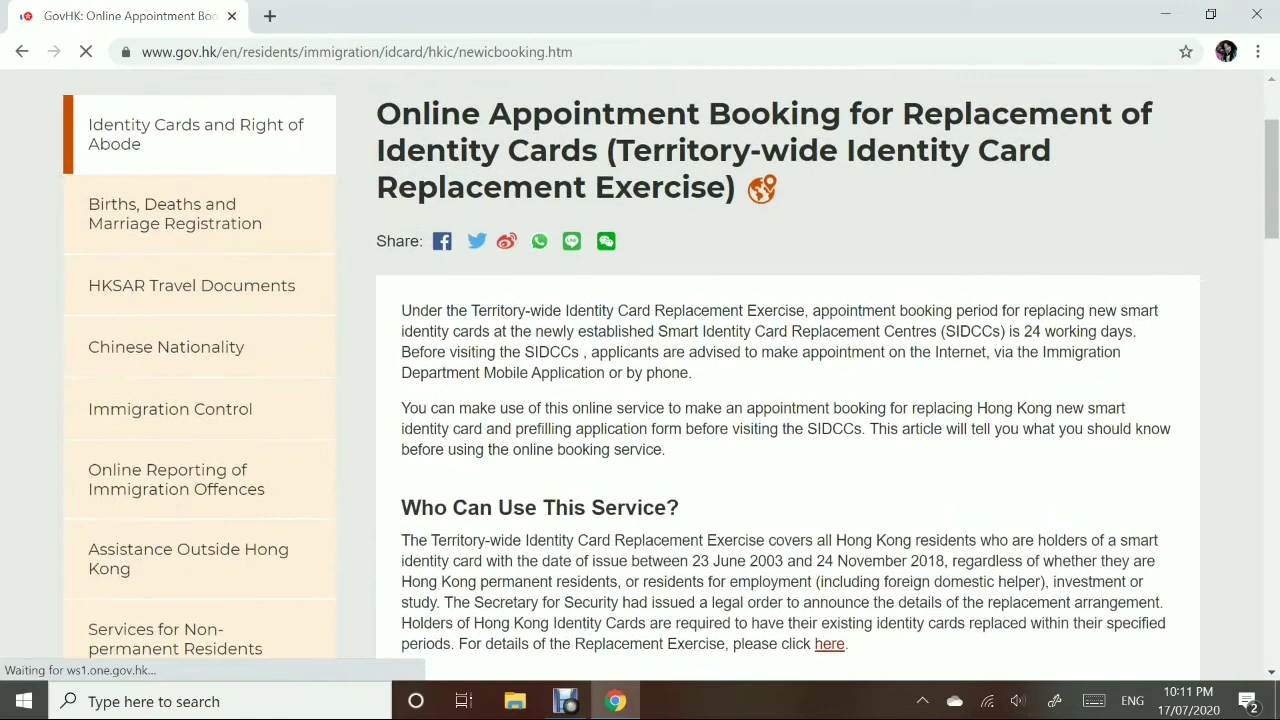 GovHK: Online Appointment Boo
www.gov.hk/en/residents/immigration/idcard/hkic/newicbooking.htm
Identity Cards and Right of
Abode
Births, Deaths and
Marriage Registration
HKSAR Travel Documents
Chinese Nationality
Immigration Control
Online Reporting of
Immigration Offences
Assistance Outside Hong
Kong
Services for Non-
permanent Residents
Online Appointment Booking for Replacement of
Identity Cards (Territory-wide Identity Card
Replacement Exercise)
Share:
Under the Territory-wide Identity Card Replacement Exercise, appointment booking period for replacing new smart
identity cards at the newly established Smart Identity Card Replacement Centres (SIDCCs) is 24 working days.
Before visiting the SIDCCs , applicants are advised to make appointment on the Internet, via the Immigration
Department Mobile Application or by phone.
You can make use of this online service to make an appointment booking for replacing Hong Kong new smart
identity card and prefilling application form before visiting the SIDCCs. This article will tell you what you should know
before using the online booking service.
Who Can Use This Service?
The Territory-wide Identity Card Replacement Exercise covers all Hong Kong residents who are holders of a smart
identity card with the date of issue between 23 June 2003 and 24 November 2018, regardless of whether they are
Hong Kong permanent residents, or residents for employment (including foreign domestic helper), investment or
study. The Secretary for Security had issued a legal order to announce the details of the replacement arrangement.
Holders of Hong Kong Identity Cards are required to have their existing identity cards replaced within their specified
periods. For details of the Replacement Exercise, please click here.
Waiting for ws1.one.gov.hk...
Type here to search
ENG
10:11 PM
17/07/2020
2